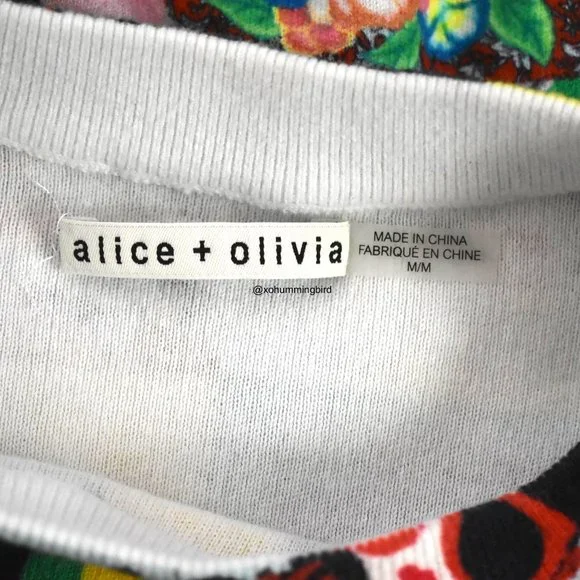 alice + olivia
MADE IN CHINA
FABRIQUÉ EN CHINE
M/M
@xohummingbird